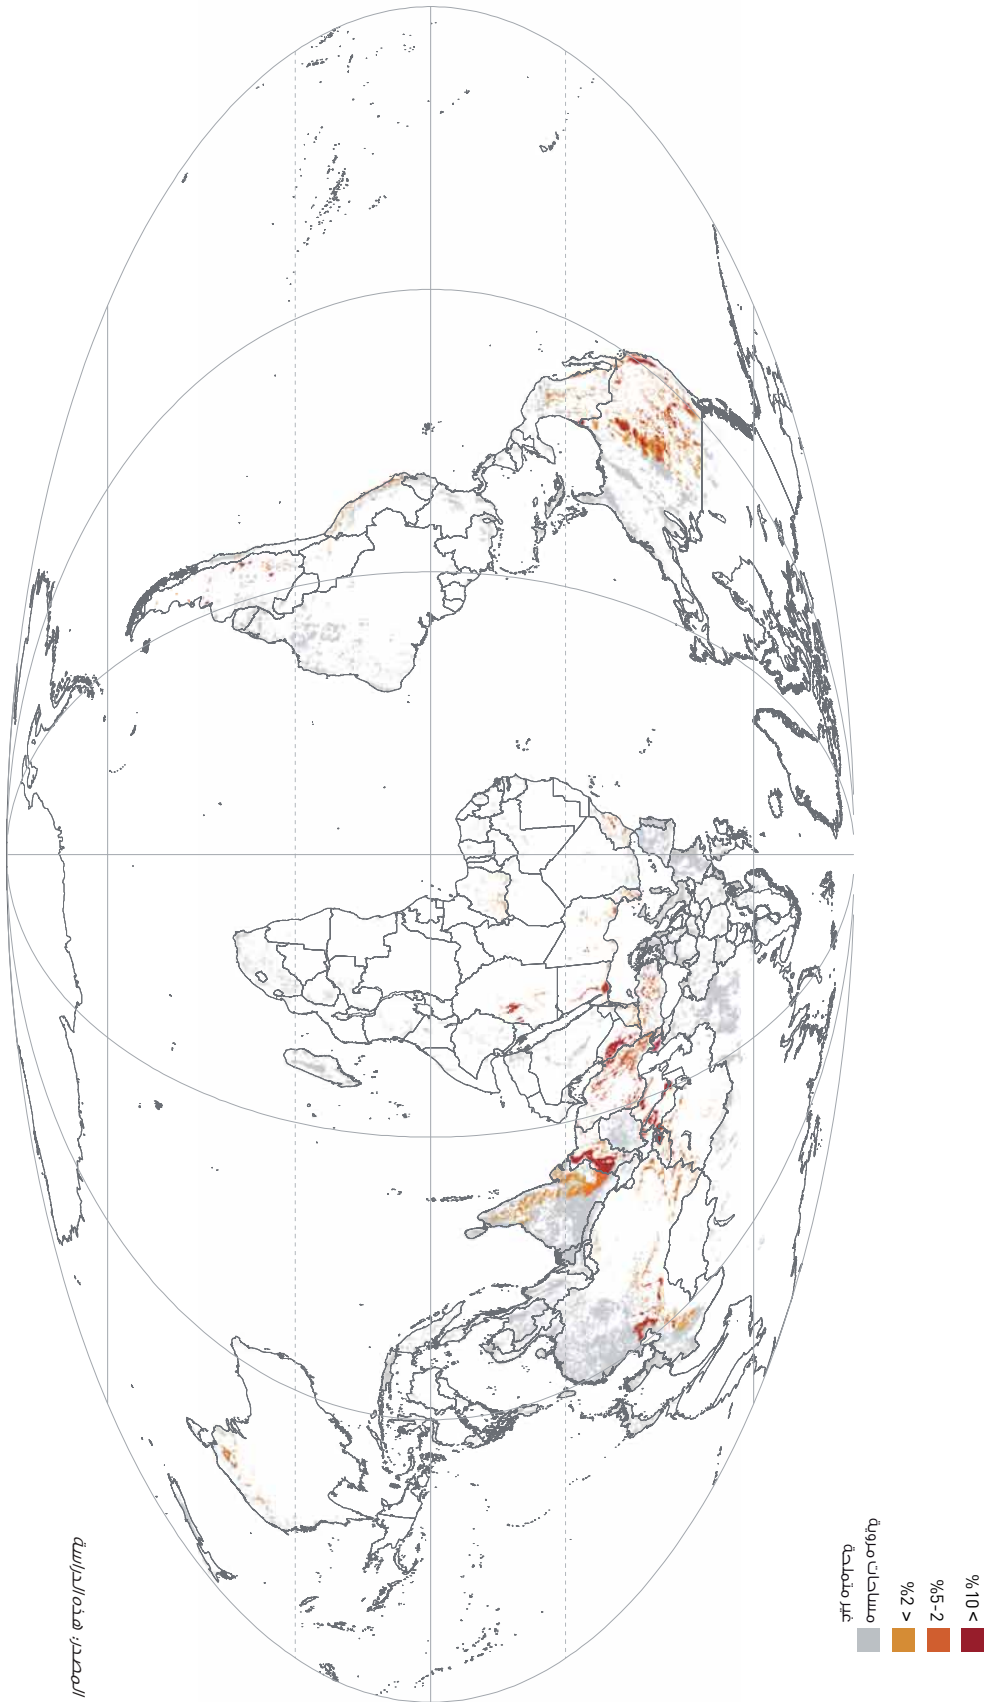 %10 <
%5-2
%2 >
مساحات مروية
غير متملحة
المصدر: هذه الدراسة